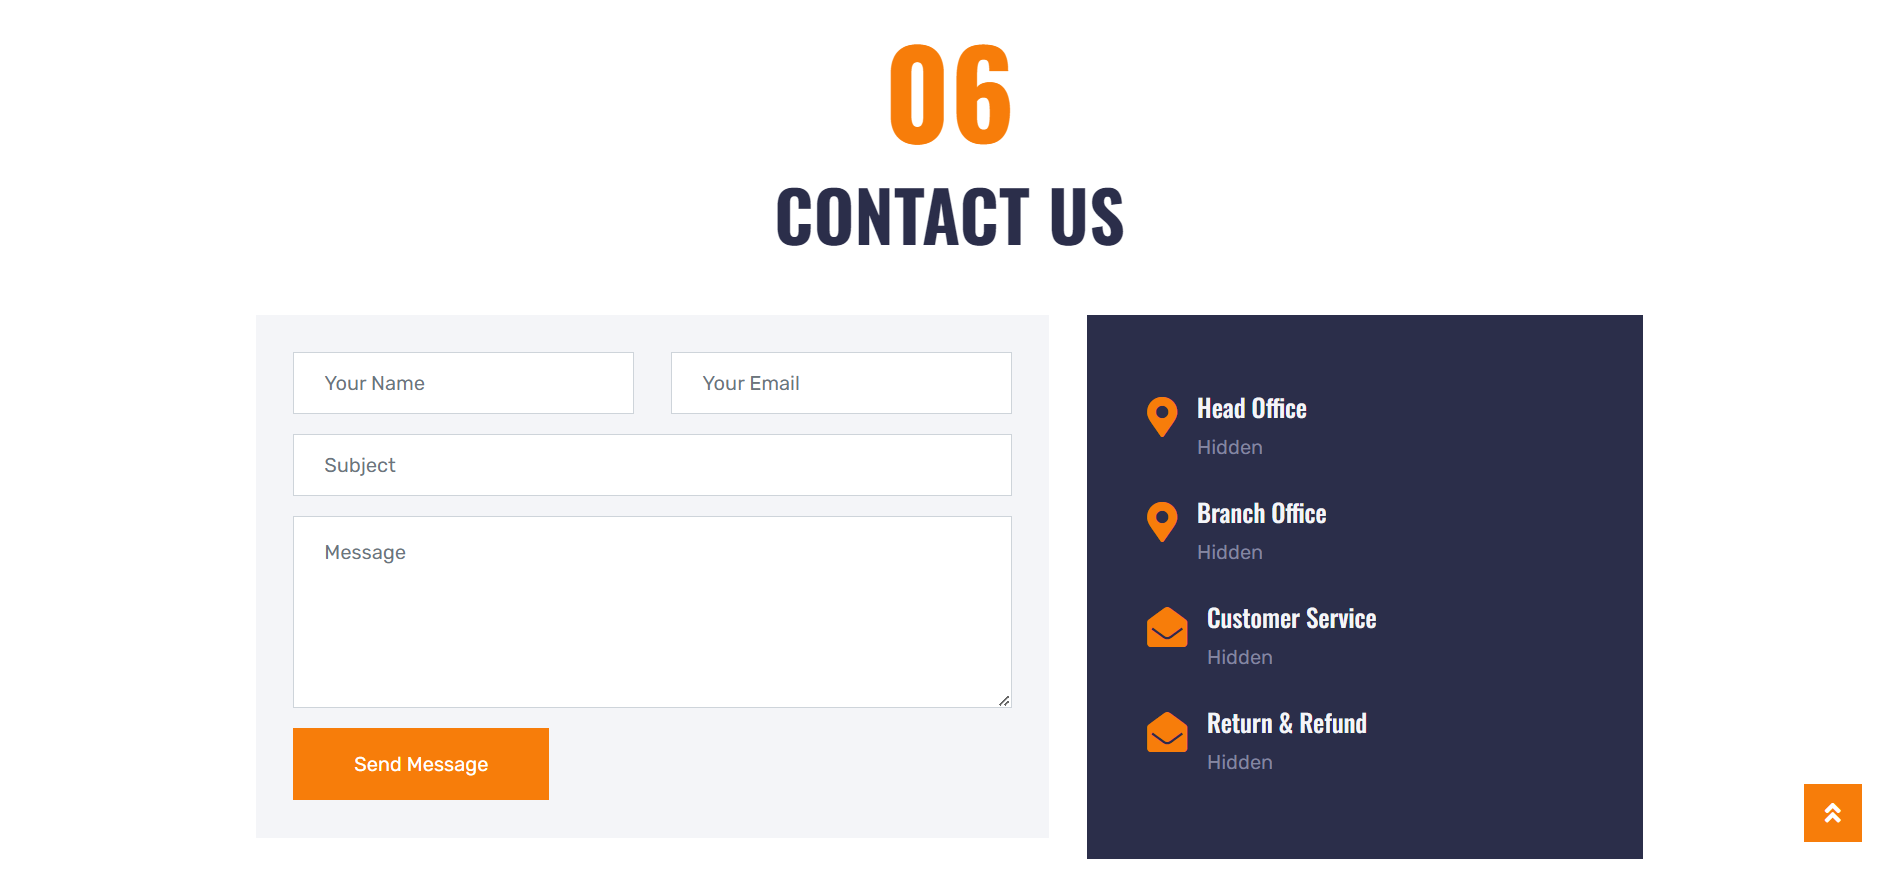 06
CONTACT US
Your Name
Your Email
Subject
Message
Send Message
Head Office
Hidden
Branch Office
Hidden
Customer Service
Hidden
Return & Refund
Hidden